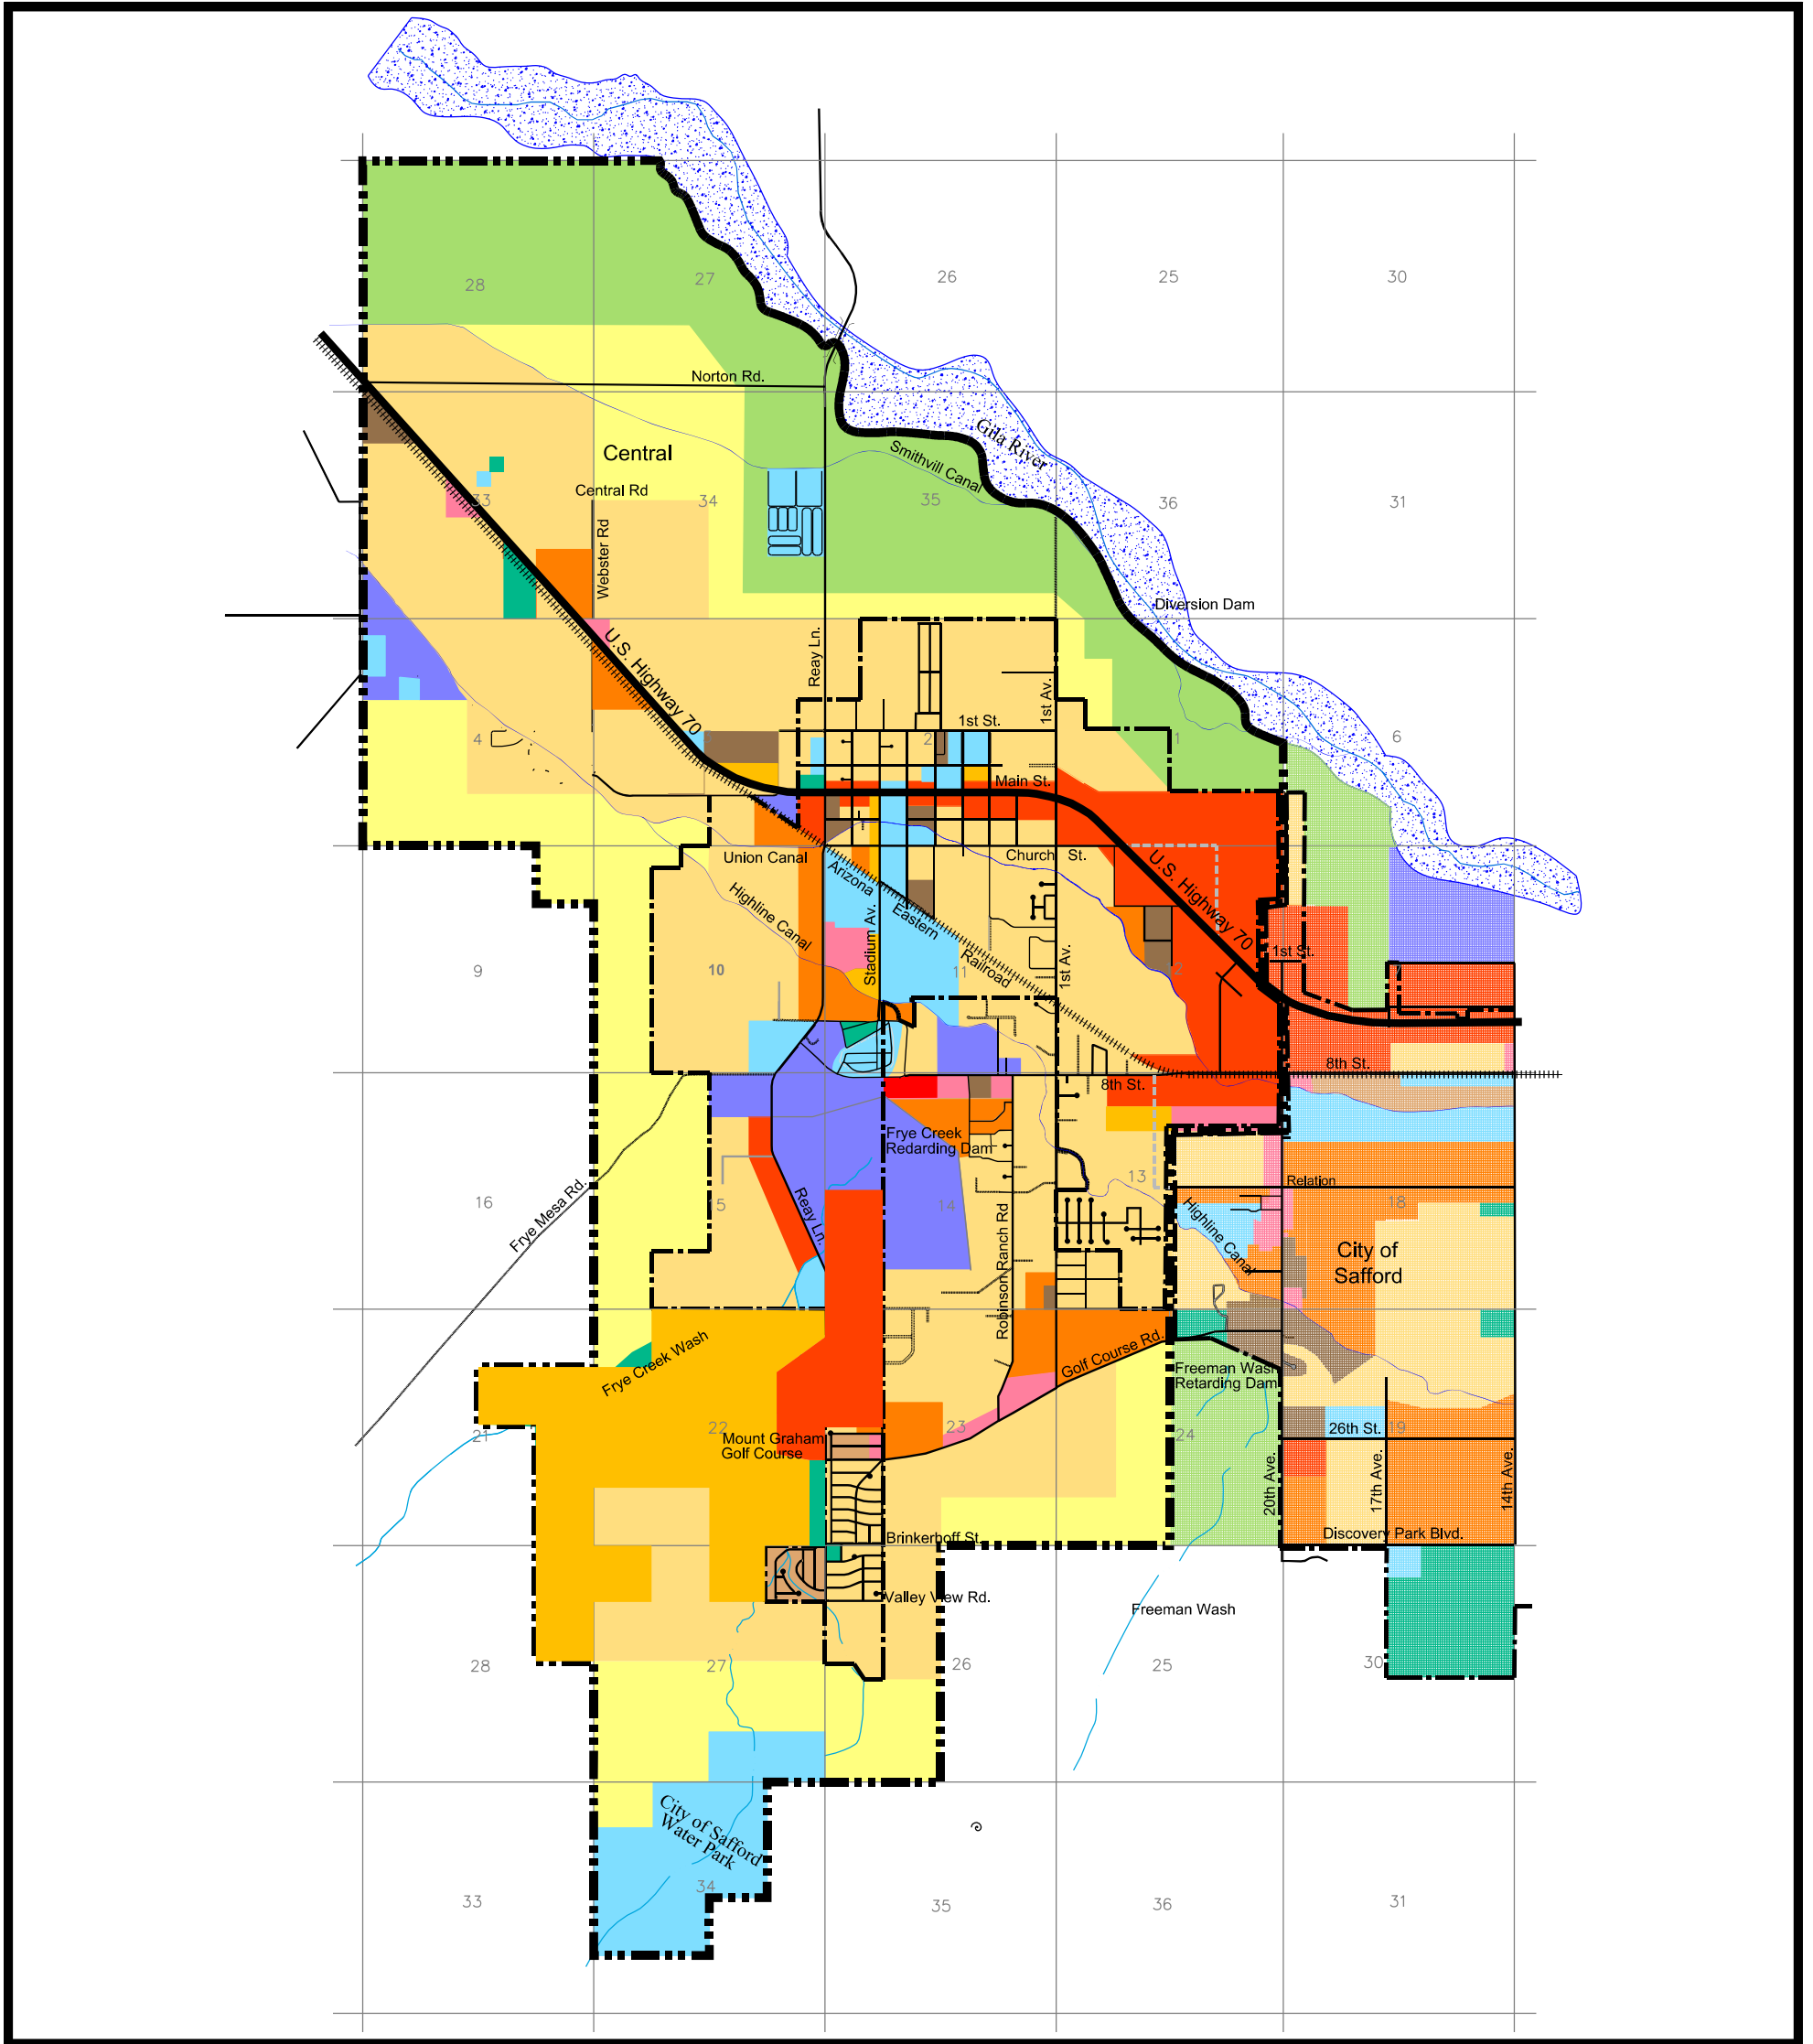 28
27
26
25
30
Norton Rd.
Gila River
Smithvill Canal
Central
Central Rd
33
34
35
36
31
Webster Rd
Diversion Dam
U.S. Highway 70
Reay Ln.
1st Av.
1st St.
4
2
1
6
Main St.
Union Canal
Church St.
U.S. Highway 70
Arizona
Eastern
Railroad
Highline Canal
Stadium Av.
1st Av.
1st St.
9
10
11
8th St.
8th St.
Frye Creek
Redarding Dam
13
Relation
Frye Mesa Rd.
16
Reay Ln.
14
Robinson Ranch Rd
Highline Canal
18
City of
Safford
Frye Creek Wash
Golf Course Rd.
Freeman Wash
Retarding Dam
21
22
Mount Graham
Golf Course
23
24
26th St.
19
20th Ave.
17th Ave.
14th Ave.
Brinkerhoff St.
Discovery Park Blvd.
Valley View Rd.
Freeman Wash
28
27
26
25
30
City of Safford
Water Park
33
34
35
36
31